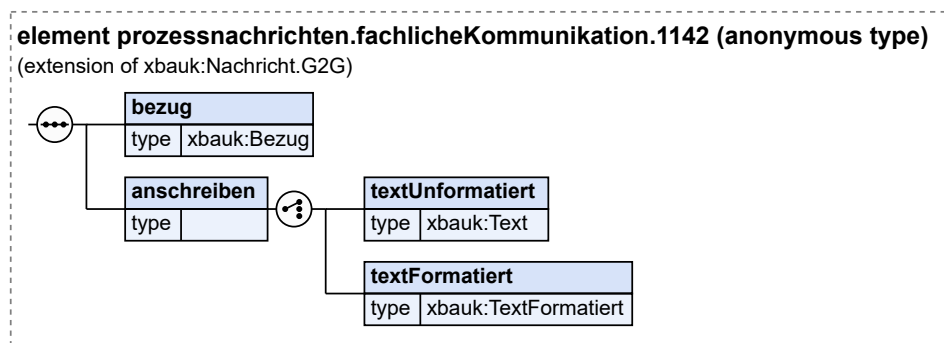 element prozessnachrichten.fachlicheKommunikation.1142 (anonymous type)
(extension of xbauk:Nachricht.G2G)
bezug
type xbauk:Bezug
anschreiben
type
textUnformatiert
type xbauk:Text
textFormatiert
type xbauk:TextFormatiert